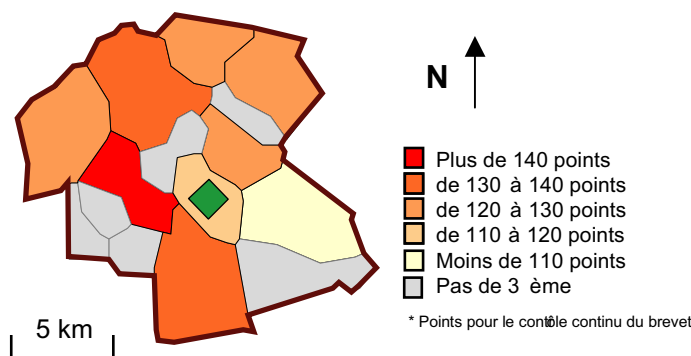 N
Plus de 140 points
de 130 à 140 points
de 120 à 130 points
de 110 à 120 points
Moins de 110 points
Pas de 3 ème
5 km
* Points pour le contrôle continu du brevet